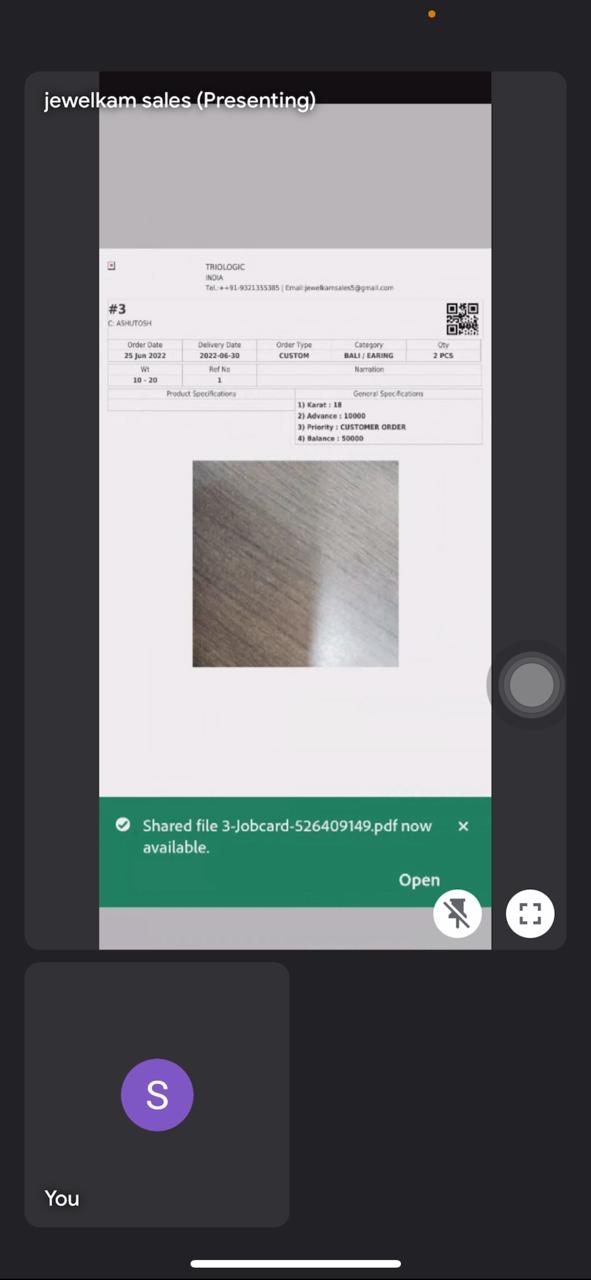 jewelkam sales (Presenting)
TRIOLOGIC
INDIA
Tel.:++91-9321355385 | Email:jewelkamsales5@gmail.com
#3
C: ASHUTOSH
Order Date Delivery Date Order Type Category Qty
25 Jun 2022 2022-06-30 CUSTOM BALI / EARING 2 PCS
Wt Ref No Narration
10 - 20 1
Product Specifications General Specifications
1) Karat : 18
2) Advance : 10000
3) Priority : CUSTOMER ORDER
4) Balance : 50000
Shared file 3-Jobcard-526409149.pdf now
available.
Open
S
You